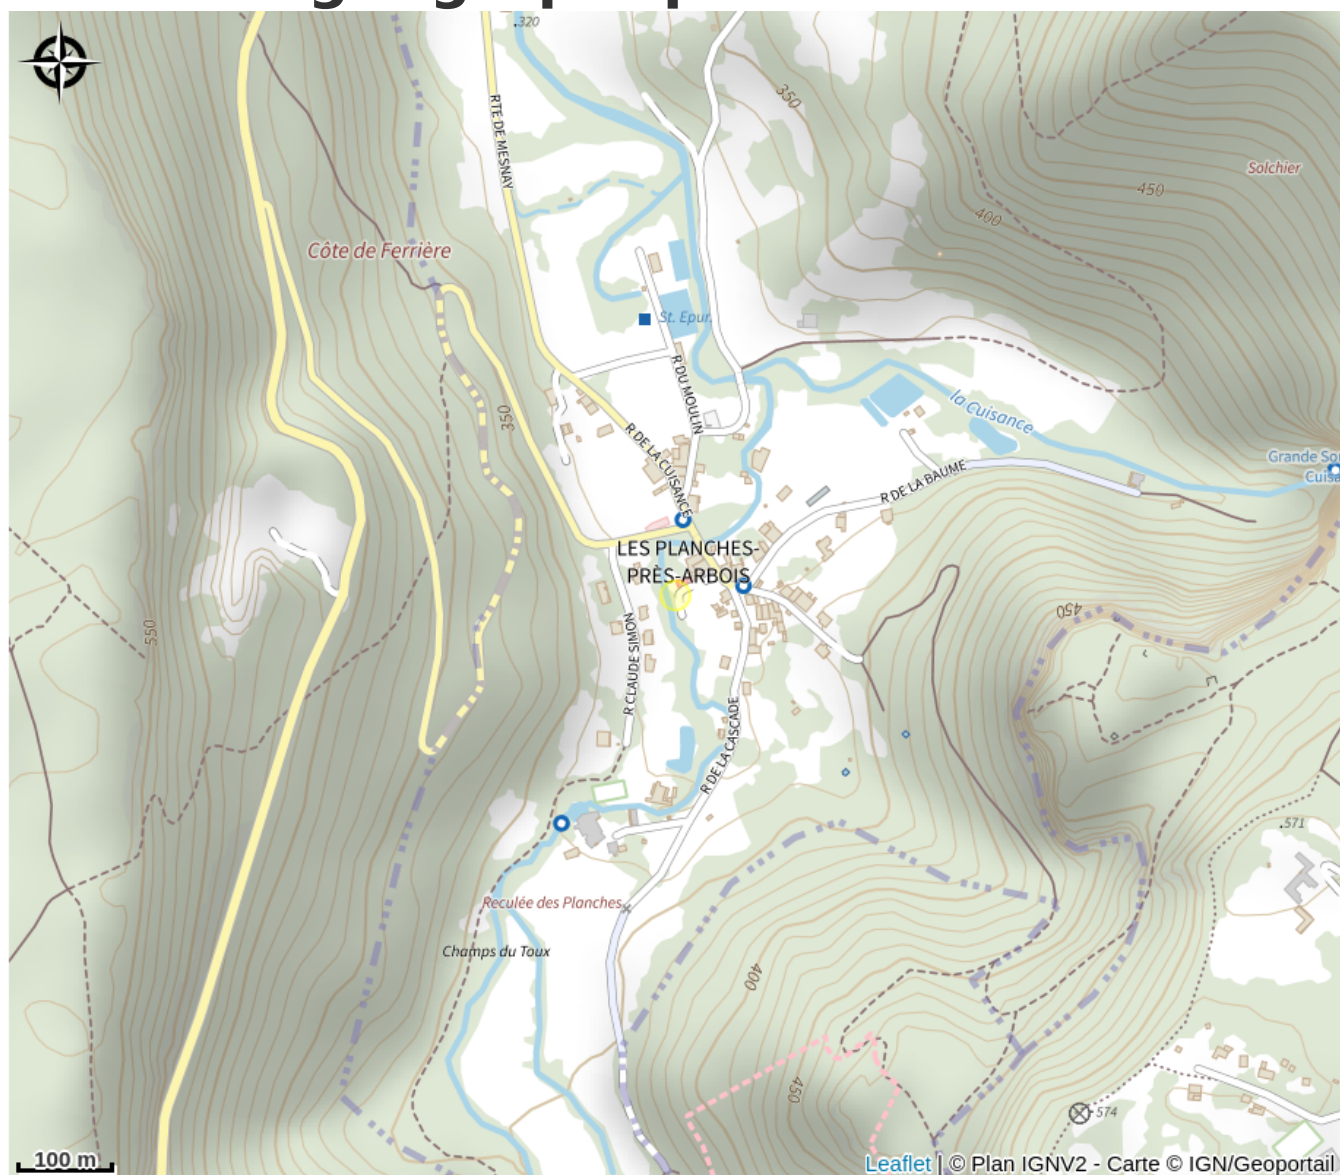 .320
350
RTE DE MESNAY
Solchier
450
400
Côte de Ferrière
St. Epur.
R DU MOULIN
350
la Cuisance
R DE LA CUISANCE
Grande Sou
Cuisa
R DE LA BAUME
LES PLANCHES-
PRÈS-ARBOIS
450
550
R CLAUDE SIMON
R DE LA CASCADE
.571
Reculée des Planches
Champs du Toux
400
450
574
100 m
Leaflet | © Plan IGNV2 - Carte © IGN/Geoportail